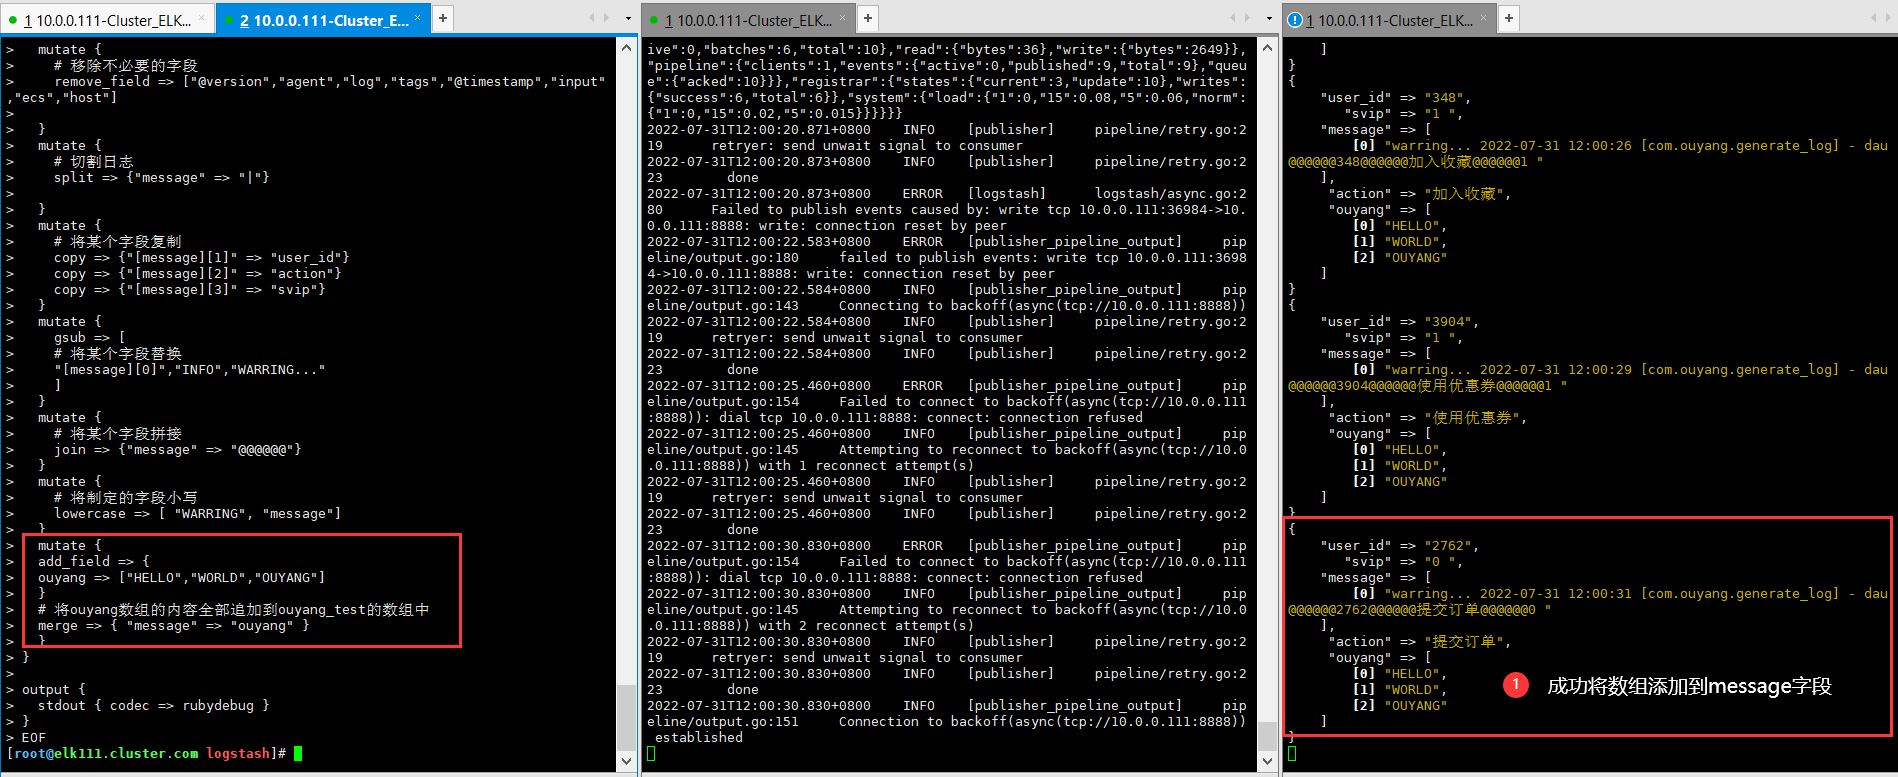 1 10.0.0.111-Cluster_ELK...
2 10.0.0.111-Cluster_E...
>   mutate {
>     # 移除不必要的字段
>     remove_field => ["@version","agent","log","tags","@timestamp","input"
,"ecs","host"]
>
>   }
>   mutate {
>     # 切割日志
>     split => {"message" => "|"}
>
>   }
>   mutate {
>     # 将某个字段复制
>     copy => {"[message][1]" => "user_id"}
>     copy => {"[message][2]" => "action"}
>     copy => {"[message][3]" => "svip"}
>   }
>   mutate {
>     gsub => [
>     # 将某个字段替换
>     "[message][0]","INFO","WARRING..."
>     ]
>   }
>   mutate {
>     # 将某个字段拼接
>     join => {"message" => "@@@@@@"}
>   }
>   mutate {
>     # 将制定的字段小写
>     lowercase => [ "WARRING", "message"]
>   }
>   mutate {
>   add_field => {
>   ouyang => ["HELLO","WORLD","OUYANG"]
>   }
>   # 将ouyang数组的内容全部追加到ouyang_test的数组中
>   merge => { "message" => "ouyang" }
>   }
> }
>
> output {
>   stdout { codec => rubydebug }
> }
> EOF
[root@elk111.cluster.com logstash]#
1 10.0.0.111-Cluster_ELK...
ive":0,"batches":6,"total":10},"read":{"bytes":36},"write":{"bytes":2649}},
"pipeline":{"clients":1,"events":{"active":0,"published":9,"total":9},"queu
e":{"acked":10}}},"registrar":{"states":{"current":3,"update":10},"writes":
{"success":6,"total":6}},"system":{"load":{"1":0,"15":0.08,"5":0.06,"norm":
{"1":0,"15":0.02,"5":0.015}}}}}}
2022-07-31T12:00:20.871+0800    INFO    [publisher]     pipeline/retry.go:2
19      retryer: send unwait signal to consumer
2022-07-31T12:00:20.873+0800    INFO    [publisher]     pipeline/retry.go:2
23        done
2022-07-31T12:00:20.873+0800    ERROR   [logstash]      logstash/async.go:2
80      Failed to publish events caused by: write tcp 10.0.0.111:36984->10.
0.0.111:8888: write: connection reset by peer
2022-07-31T12:00:22.583+0800    ERROR   [publisher_pipeline_output]     pip
eline/output.go:180     failed to publish events: write tcp 10.0.0.111:3698
4->10.0.0.111:8888: write: connection reset by peer
2022-07-31T12:00:22.584+0800    INFO    [publisher_pipeline_output]     pip
eline/output.go:143     Connecting to backoff(async(tcp://10.0.0.111:8888))
2022-07-31T12:00:22.584+0800    INFO    [publisher]     pipeline/retry.go:2
19      retryer: send unwait signal to consumer
2022-07-31T12:00:22.584+0800    INFO    [publisher]     pipeline/retry.go:2
23        done
2022-07-31T12:00:25.460+0800    ERROR   [publisher_pipeline_output]     pip
eline/output.go:154     Failed to connect to backoff(async(tcp://10.0.0.111
:8888)): dial tcp 10.0.0.111:8888: connect: connection refused
2022-07-31T12:00:25.460+0800    INFO    [publisher_pipeline_output]     pip
eline/output.go:145     Attempting to reconnect to backoff(async(tcp://10.0
.0.111:8888)) with 1 reconnect attempt(s)
2022-07-31T12:00:25.460+0800    INFO    [publisher]     pipeline/retry.go:2
19      retryer: send unwait signal to consumer
2022-07-31T12:00:25.460+0800    INFO    [publisher]     pipeline/retry.go:2
23        done
2022-07-31T12:00:30.830+0800    ERROR   [publisher_pipeline_output]     pip
eline/output.go:154     Failed to connect to backoff(async(tcp://10.0.0.111
:8888)): dial tcp 10.0.0.111:8888: connect: connection refused
2022-07-31T12:00:30.830+0800    INFO    [publisher_pipeline_output]     pip
eline/output.go:145     Attempting to reconnect to backoff(async(tcp://10.0
.0.111:8888)) with 2 reconnect attempt(s)
2022-07-31T12:00:30.830+0800    INFO    [publisher]     pipeline/retry.go:2
19      retryer: send unwait signal to consumer
2022-07-31T12:00:30.830+0800    INFO    [publisher]     pipeline/retry.go:2
23        done
2022-07-31T12:00:30.830+0800    INFO    [publisher_pipeline_output]     pip
eline/output.go:151     Connection to backoff(async(tcp://10.0.0.111:8888))
 established
1 10.0.0.111-Cluster_ELK...
    ]
}
{
    "user_id" => "348",
       "svip" => "1 ",
    "message" => [
        [0] "warring... 2022-07-31 12:00:26 [com.ouyang.generate_log] - dau
@@@@@@348@@@@@@加入收藏@@@@@@1 "
    ],
     "action" => "加入收藏",
     "ouyang" => [
        [0] "HELLO",
        [1] "WORLD",
        [2] "OUYANG"
    ]
}
{
    "user_id" => "3904",
       "svip" => "1 ",
    "message" => [
        [0] "warring... 2022-07-31 12:00:29 [com.ouyang.generate_log] - dau
@@@@@@3904@@@@@@使用优惠券@@@@@@1 "
    ],
     "action" => "使用优惠券",
     "ouyang" => [
        [0] "HELLO",
        [1] "WORLD",
        [2] "OUYANG"
    ]
}
{
    "user_id" => "2762",
       "svip" => "0 ",
    "message" => [
        [0] "warring... 2022-07-31 12:00:31 [com.ouyang.generate_log] - dau
@@@@@@2762@@@@@@提交订单@@@@@@0 "
    ],
     "action" => "提交订单",
     "ouyang" => [
        [0] "HELLO",
        [1] "WORLD",
        [2] "OUYANG"
    ]
}
1 成功将数组添加到message字段